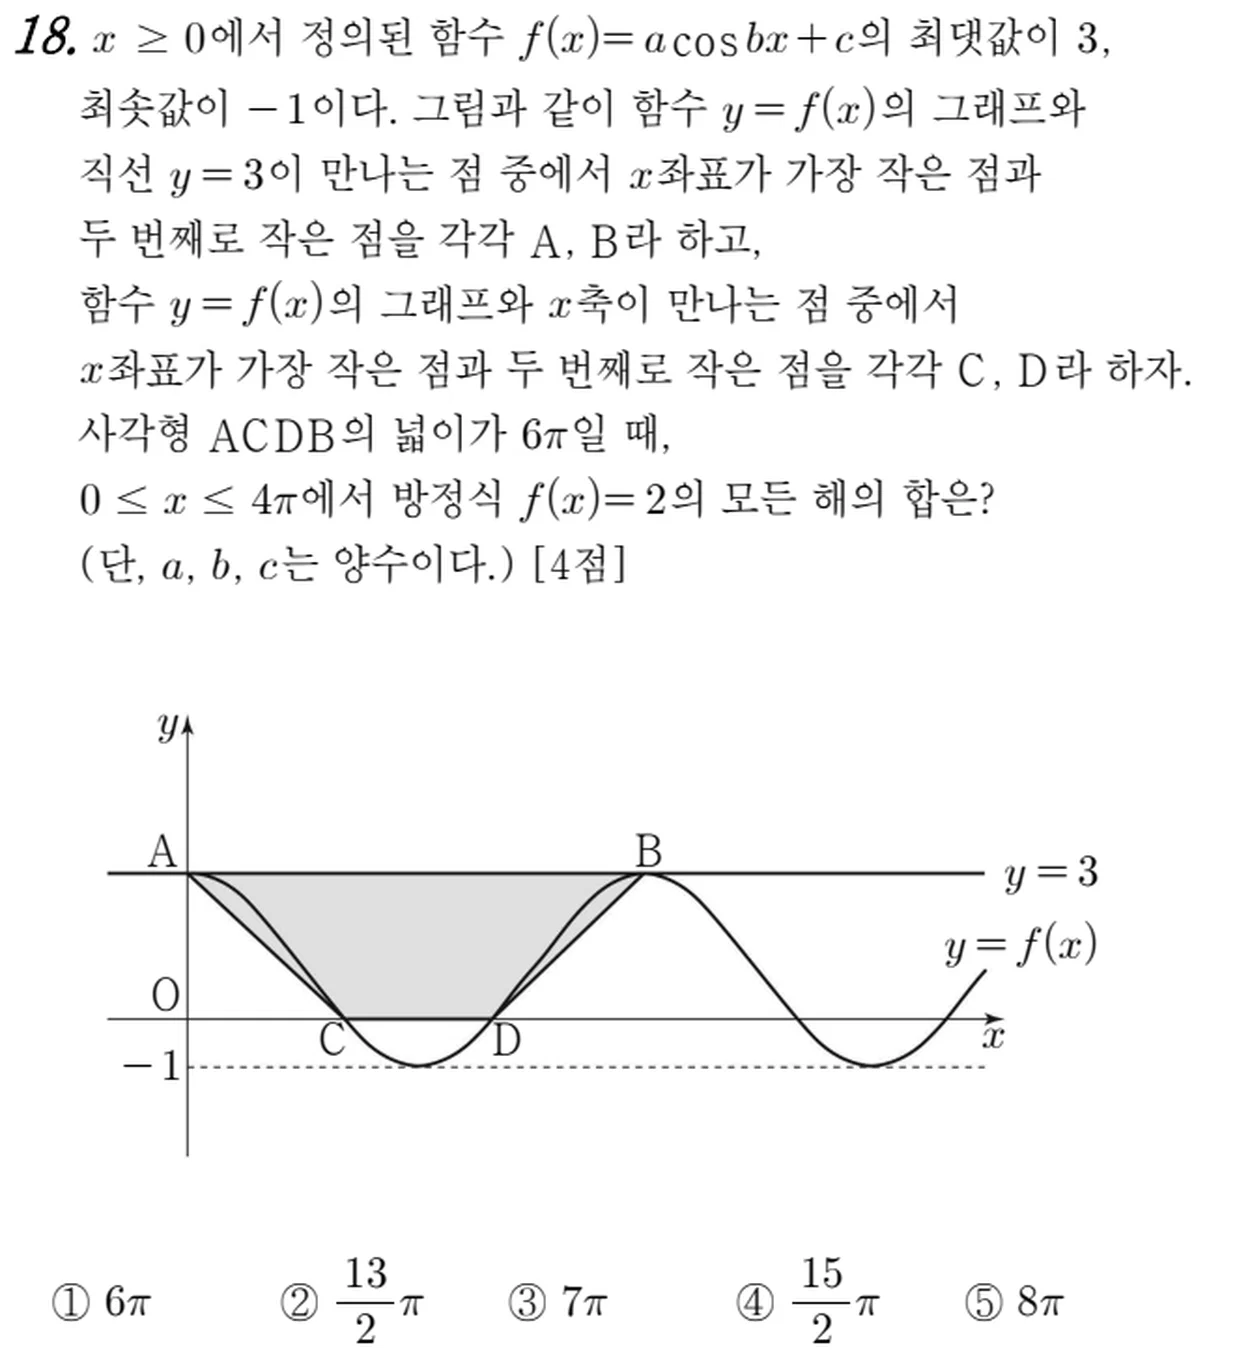 18. x ≥ 0에서 정의된 함수 f(x)=acosbx+c의 최댓값이 3,
최솟값이 −1이다. 그림과 같이 함수 y=f(x)의 그래프와
직선 y=3이 만나는 점 중에서 x좌표가 가장 작은 점과
두 번째로 작은 점을 각각 A, B라 하고,
함수 y=f(x)의 그래프와 x축이 만나는 점 중에서
x좌표가 가장 작은 점과 두 번째로 작은 점을 각각 C, D라 하자.
사각형 ACDB의 넓이가 6π일 때,
0 ≤ x ≤ 4π에서 방정식 f(x)=2의 모든 해의 합은?
(단, a, b, c는 양수이다.) [4점]
y
A B
y=3
y=f(x)
O
C D x
−1
① 6π ② 13/2 π ③ 7π ④ 15/2 π ⑤ 8π